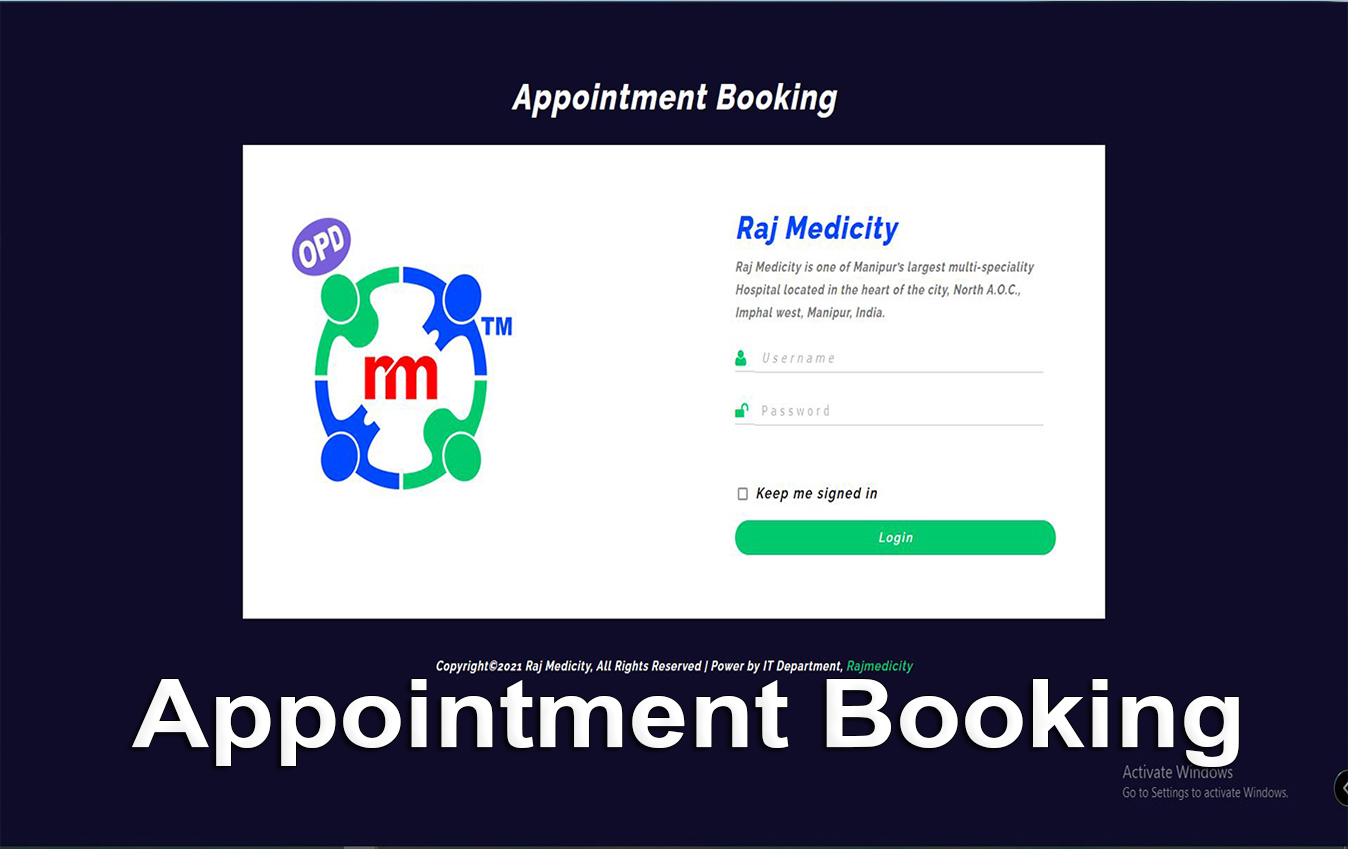 Appointment Booking
OPD
TM
rm
Raj Medicity
Raj Medicity is one of Manipur's largest multi-speciality
Hospital located in the heart of the city, North A.O.C.,
Imphal west, Manipur, India.
Username
Password
Keep me signed in
Login
Copyright©2021 Raj Medicity, All Rights Reserved | Power by IT Department, Rajmedicity
Appointment Booking
Activate Windows
Go to Settings to activate Windows.